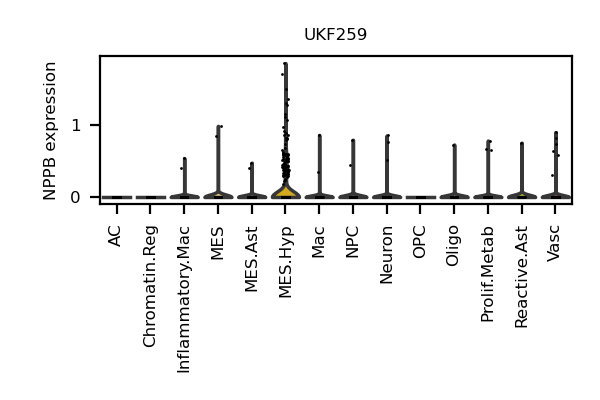 UKF259
NPPB expression
1
0
AC
Chromatin.Reg
Inflammatory.Mac
MES
MES.Ast
MES.Hyp
Mac
NPC
Neuron
OPC
Oligo
Prolif.Metab
Reactive.Ast
Vasc